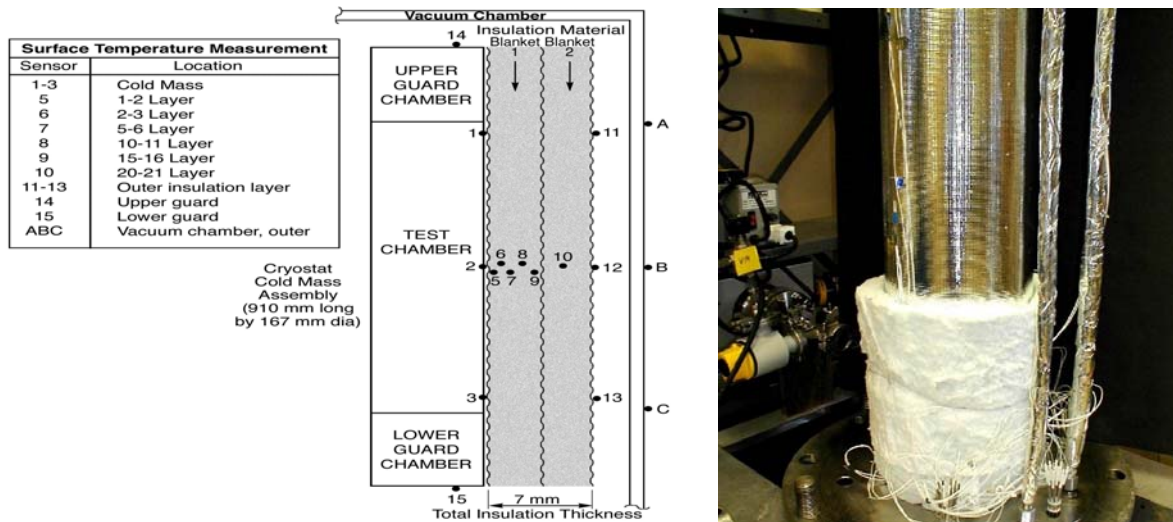 Surface Temperature Measurement
Sensor Location
1-3 Cold Mass
5 1-2 Layer
6 2-3 Layer
7 5-6 Layer
8 10-11 Layer
9 15-16 Layer
10 20-21 Layer
11-13 Outer insulation layer
14 Upper guard
15 Lower guard
ABC Vacuum chamber, outer
Vacuum Chamber
Insulation Material
Blanket Blanket
1 2
14
UPPER
GUARD
CHAMBER
A
1 11
TEST
CHAMBER
6 8 10
2 12 B
5 7 9
Cryostat
Cold Mass
Assembly
(910 mm long
by 167 mm dia)
3 13
C
LOWER
GUARD
CHAMBER
15
7 mm
Total Insulation Thickness